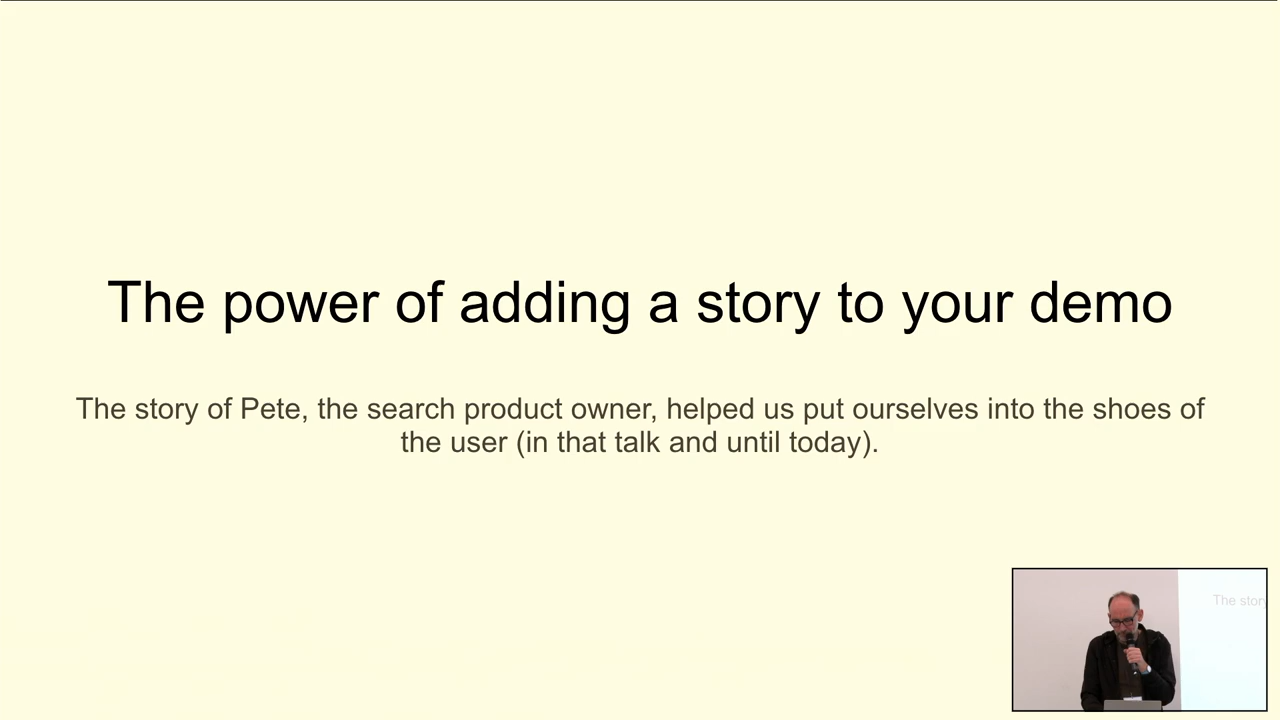 The power of adding a story to your demo
The story of Pete, the search product owner, helped us put ourselves into the shoes of
the user (in that talk and until today).
The story